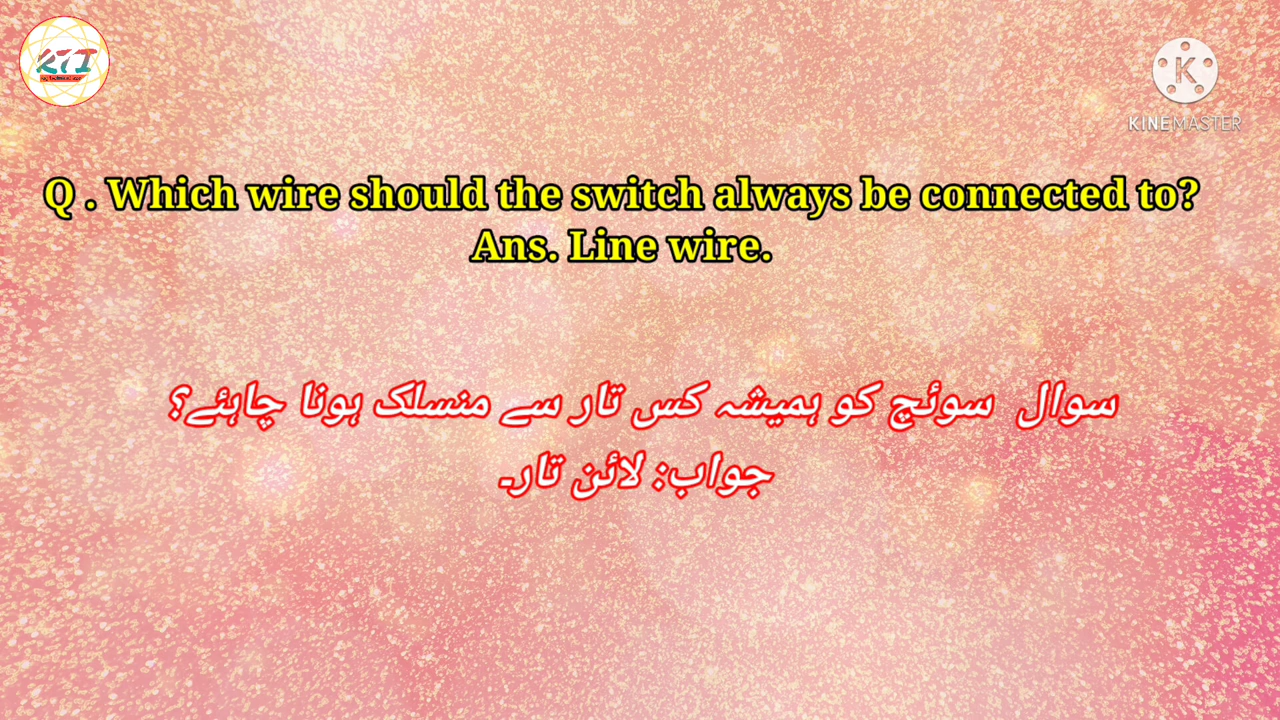 KTI
KINEMASTER
Q . Which wire should the switch always be connected to?
Ans. Line wire.
سوال سوئچ کو ہمیشہ کس تار سے منسلک ہونا چاہئے؟
جواب: لائن تار۔